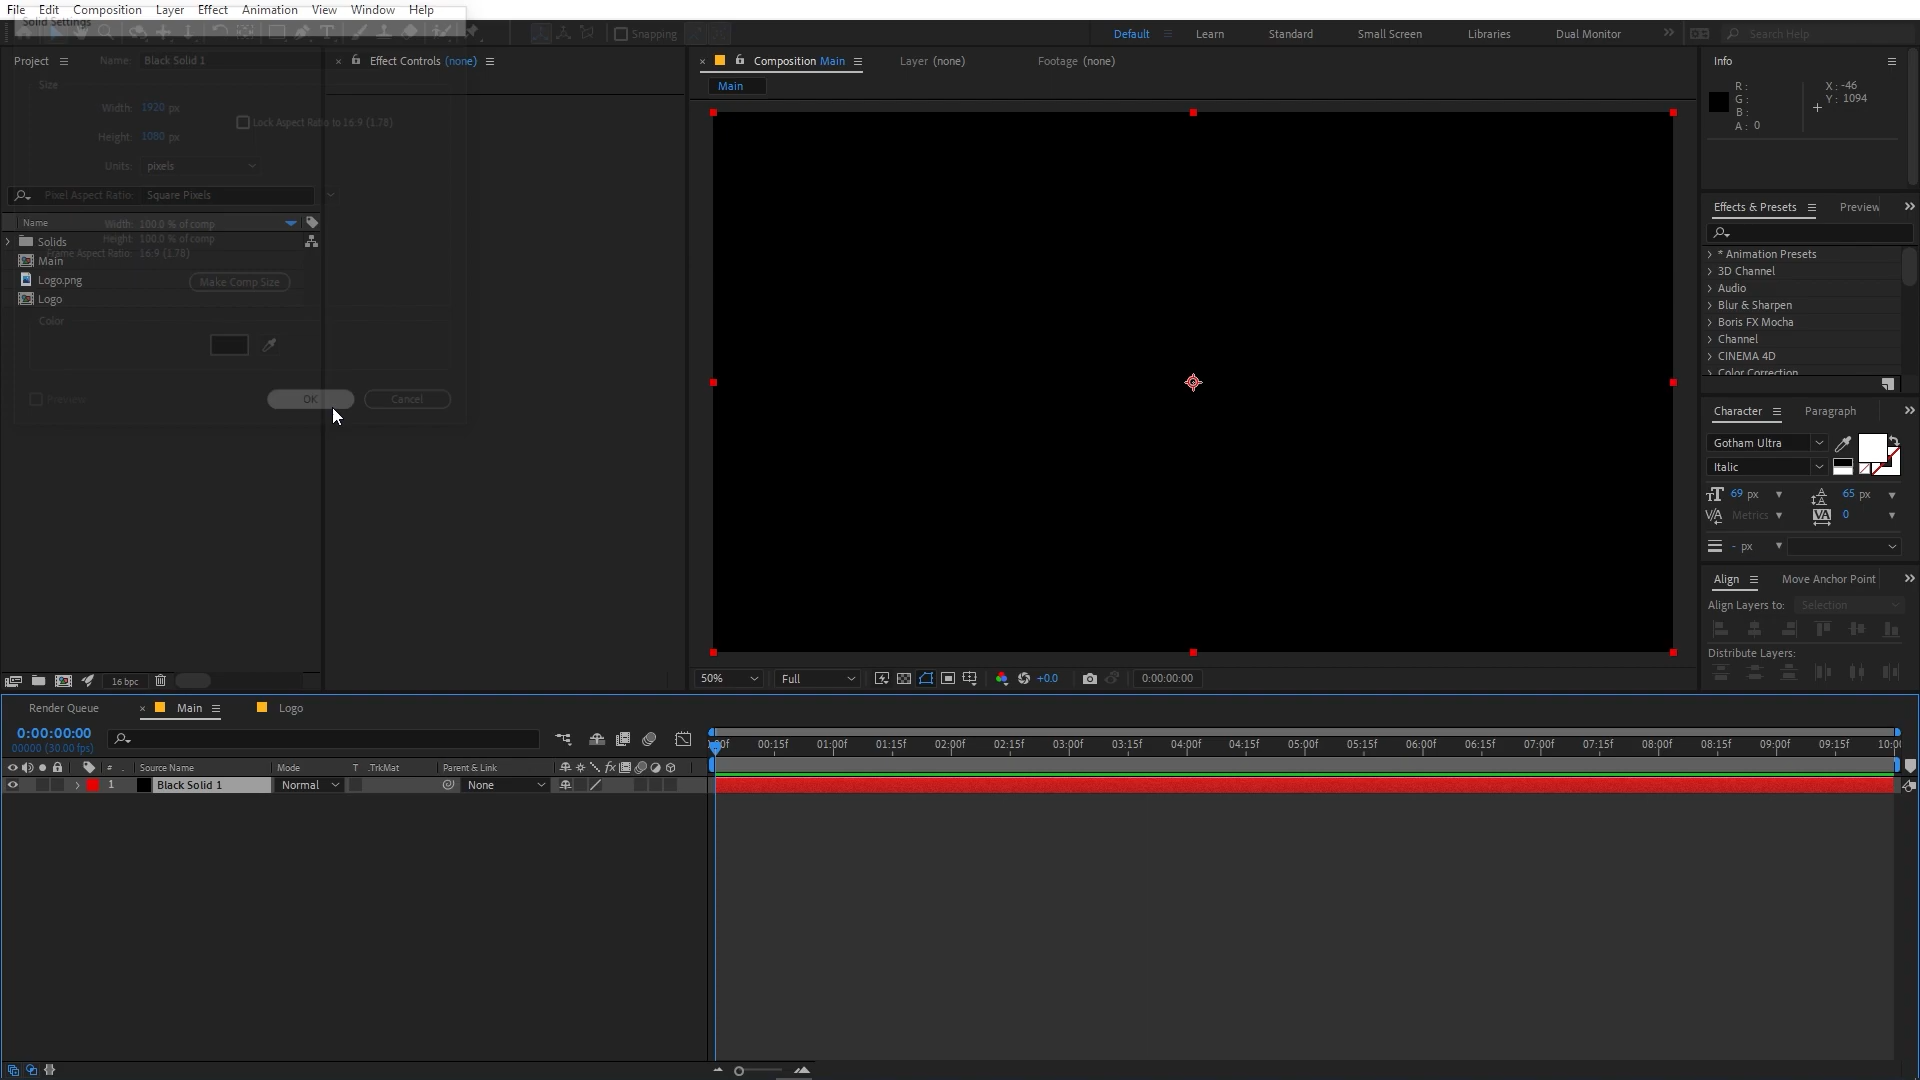 File Edit Composition Layer Effect Animation View Window Help
Solid Settings
Snapping
Default Learn Standard Small Screen Libraries Dual Monitor Search Help
Project
Name: Black Solid 1
Effect Controls (none)
Composition Main
Layer (none)
Footage (none)
Info
Size
Main
R:
G:
B:
A: 0
X: -46
Y: 1094
Width: 1920 px
Lock Aspect Ratio to 16:9 (1.78)
Height: 1080 px
Units: pixels
Pixel Aspect Ratio: Square Pixels
Name
Width: 100.0 % of comp
Height: 100.0 % of comp
Frame Aspect Ratio: 16:9 (1.78)
Solids
Main
Logo.png
Logo
Make Comp Size
Color
Preview
OK
Cancel
Effects & Presets
Preview
* Animation Presets
3D Channel
Audio
Blur & Sharpen
Boris FX Mocha
Channel
CINEMA 4D
Color Correction
Character
Paragraph
Gotham Ultra
Italic
69 px
65 px
Metrics
0
- px
Align
Move Anchor Point
Align Layers to: Selection
Distribute Layers:
16 bpc
50%
Full
+0.0
0:00:00:00
Render Queue
Main
Logo
0:00:00:00
00000 (30.00 fps)
00f 00:15f 01:00f 01:15f 02:00f 02:15f 03:00f 03:15f 04:00f 04:15f 05:00f 05:15f 06:00f 06:15f 07:00f 07:15f 08:00f 08:15f 09:00f 09:15f 10:0
# Source Name Mode T .TrkMat Parent & Link fx
1 Black Solid 1 Normal None